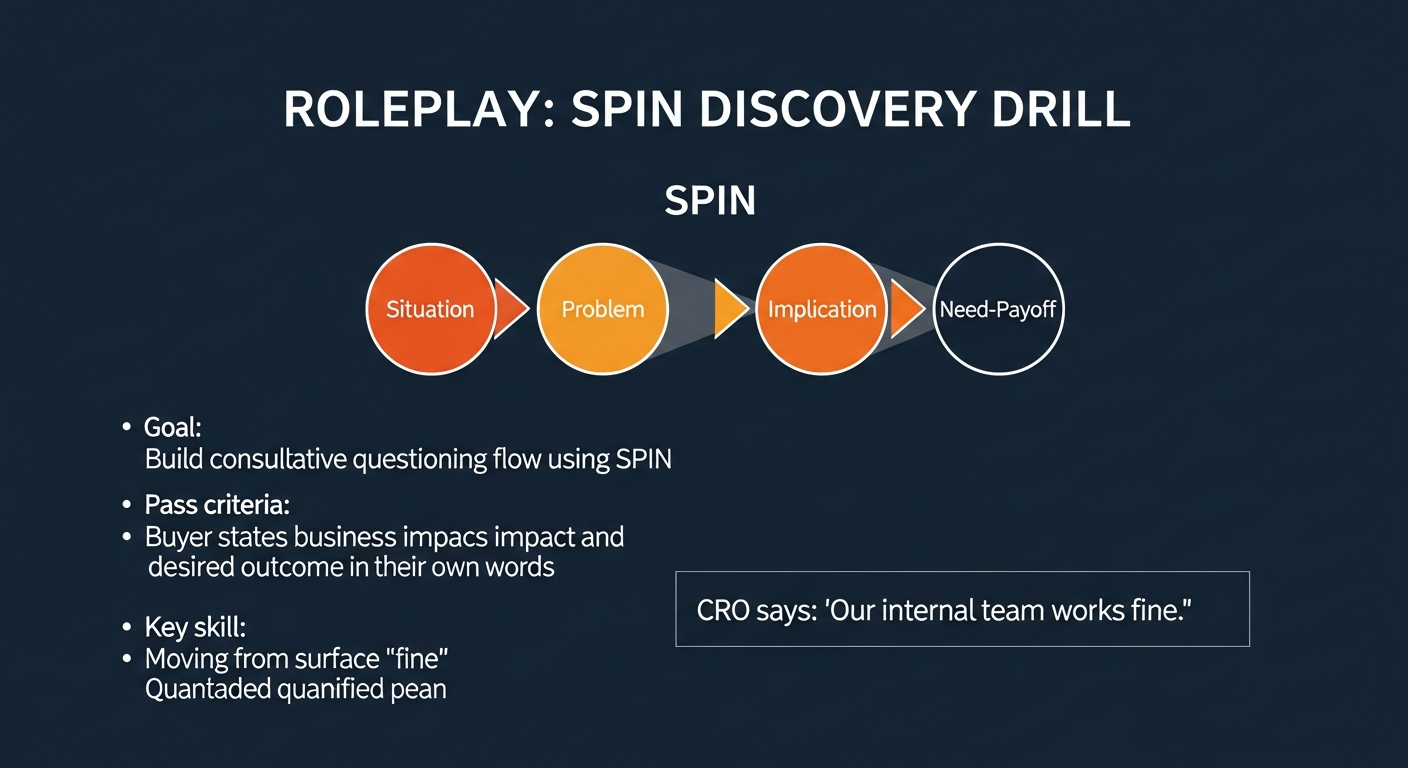 ROLEPLAY: SPIN DISCOVERY DRILL
SPIN
Situation
Problem
Implication
Need-Payoff
• Goal:
Build consultative questioning flow using SPIN
• Pass criteria:
• Buyer states business impacs impact and
desired outcome in their own words
• Key skill:
• Moving from surface "fine"
Quantaded quanified pean
CRO says: 'Our internal team works fine."